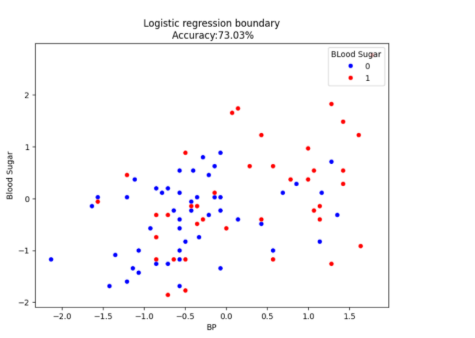 Logistic regression boundary
Accuracy:73.03%
BLood Sugar
0
1
Blood Sugar
2
1
0
−1
−2
−2.0 −1.5 −1.0 −0.5 0.0 0.5 1.0 1.5
BP